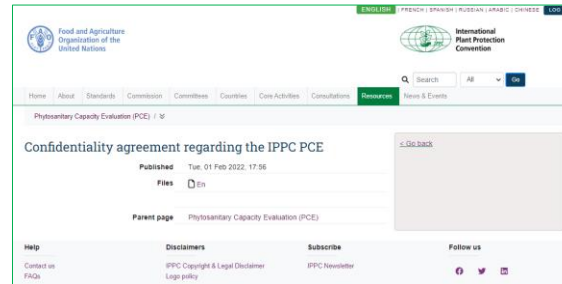 ENGLISH | FRENCH | SPANISH | RUSSIAN | ARABIC | CHINESE LOG
Food and Agriculture
Organization of the
United Nations
International
Plant Protection
Convention
Search All Go
Home About Standards Commission Committees Countries Core Activities Consultations Resources News & Events
Phytosanitary Capacity Evaluation (PCE) /
Confidentiality agreement regarding the IPPC PCE
< Go back
Published Tue, 01 Feb 2022, 17:56
Files En
Parent page Phytosanitary Capacity Evaluation (PCE)
Help Disclaimers Subscribe Follow us
Contact us IPPC Copyright & Legal Disclaimer IPPC Newsletter
FAQs Logo policy